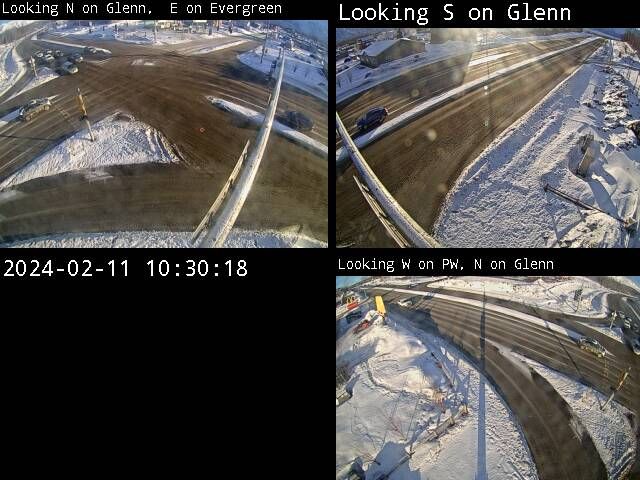 Looking N on Glenn, E on Evergreen
Looking S on Glenn
2024-02-11 10:30:18
Looking W on PW, N on Glenn